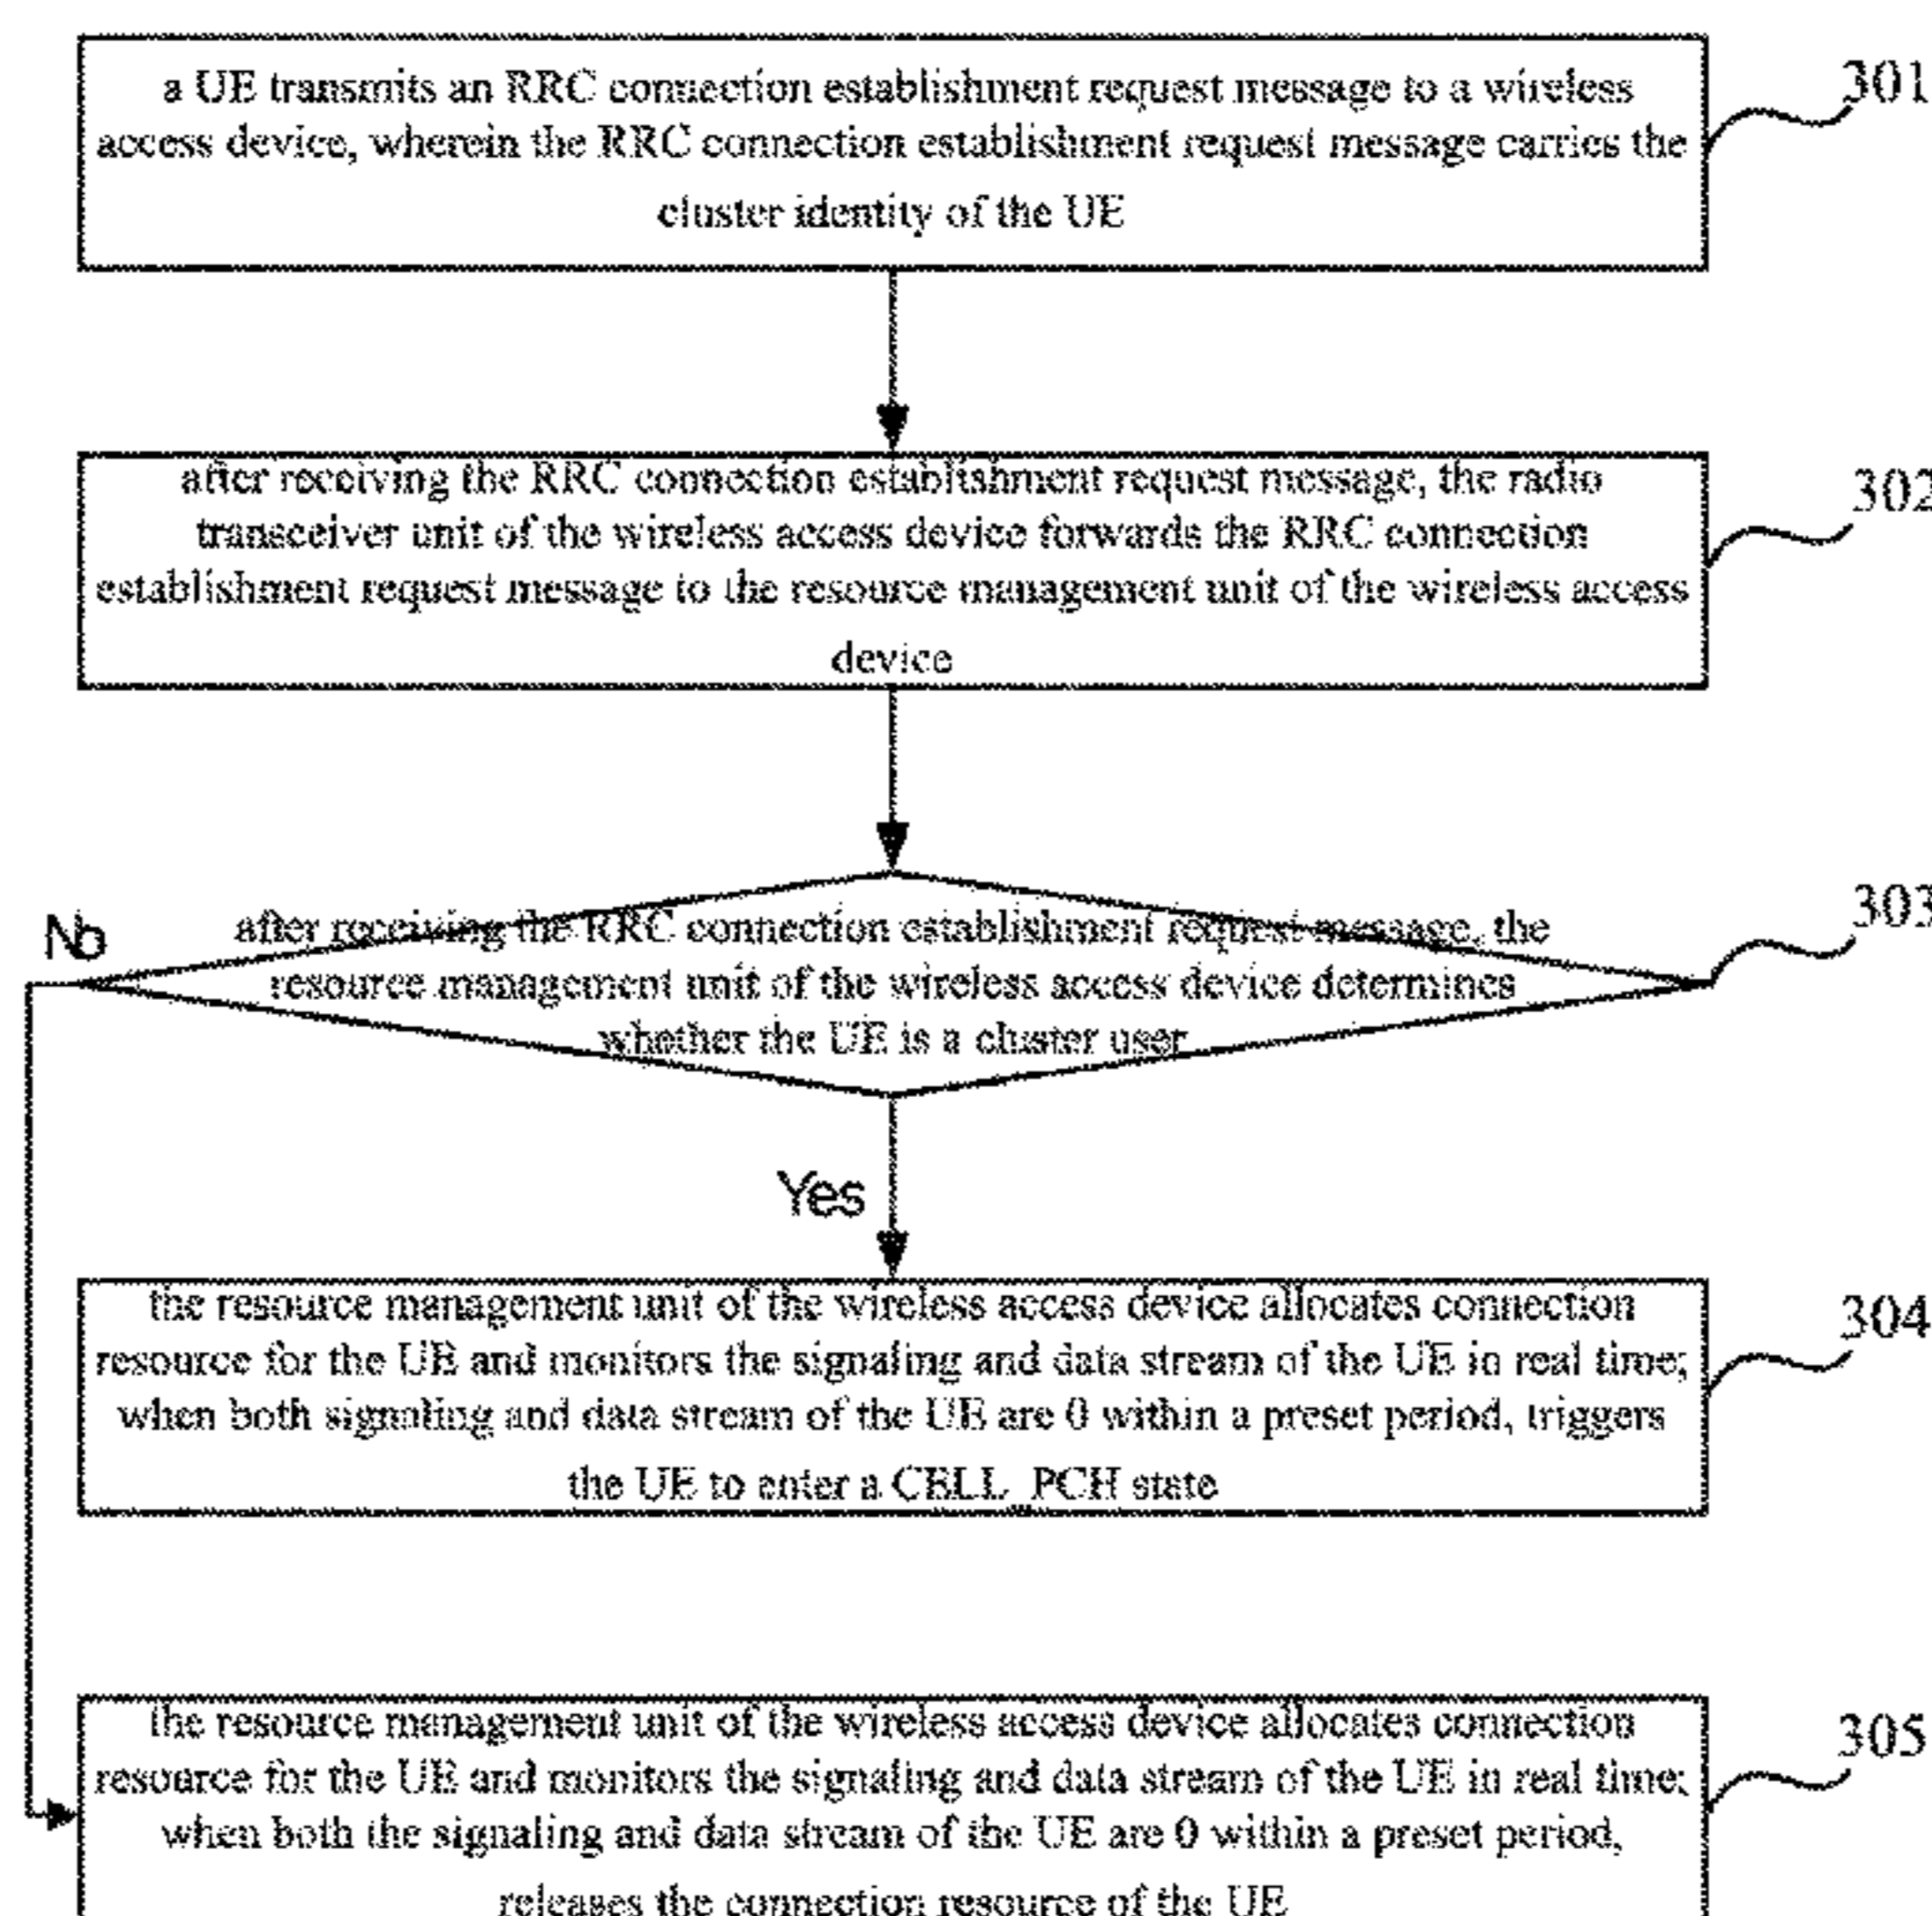 a UE transmits an RRC connection establishment request message to a wireless
access device, wherein the RRC connection establishment request message carries the
cluster identity of the UE
301
after receiving the RRC connection establishment request message, the radio
transceiver unit of the wireless access device forwards the RRC connection
establishment request message to the resource management unit of the wireless access
device
302
No
after receiving the RRC connection establishment request message, the
resource management unit of the wireless access device determines
whether the UE is a cluster user
303
Yes
the resource management unit of the wireless access device allocates connection
resource for the UE and monitors the signaling and data stream of the UE in real time;
when both signaling and data stream of the UE are 0 within a preset period, triggers
the UE to enter a CELL_PCH state
304
the resource management unit of the wireless access device allocates connection
resource for the UE and monitors the signaling and data stream of the UE in real time;
when both the signaling and data stream of the UE are 0 within a preset period,
releases the connection resource of the UE
305